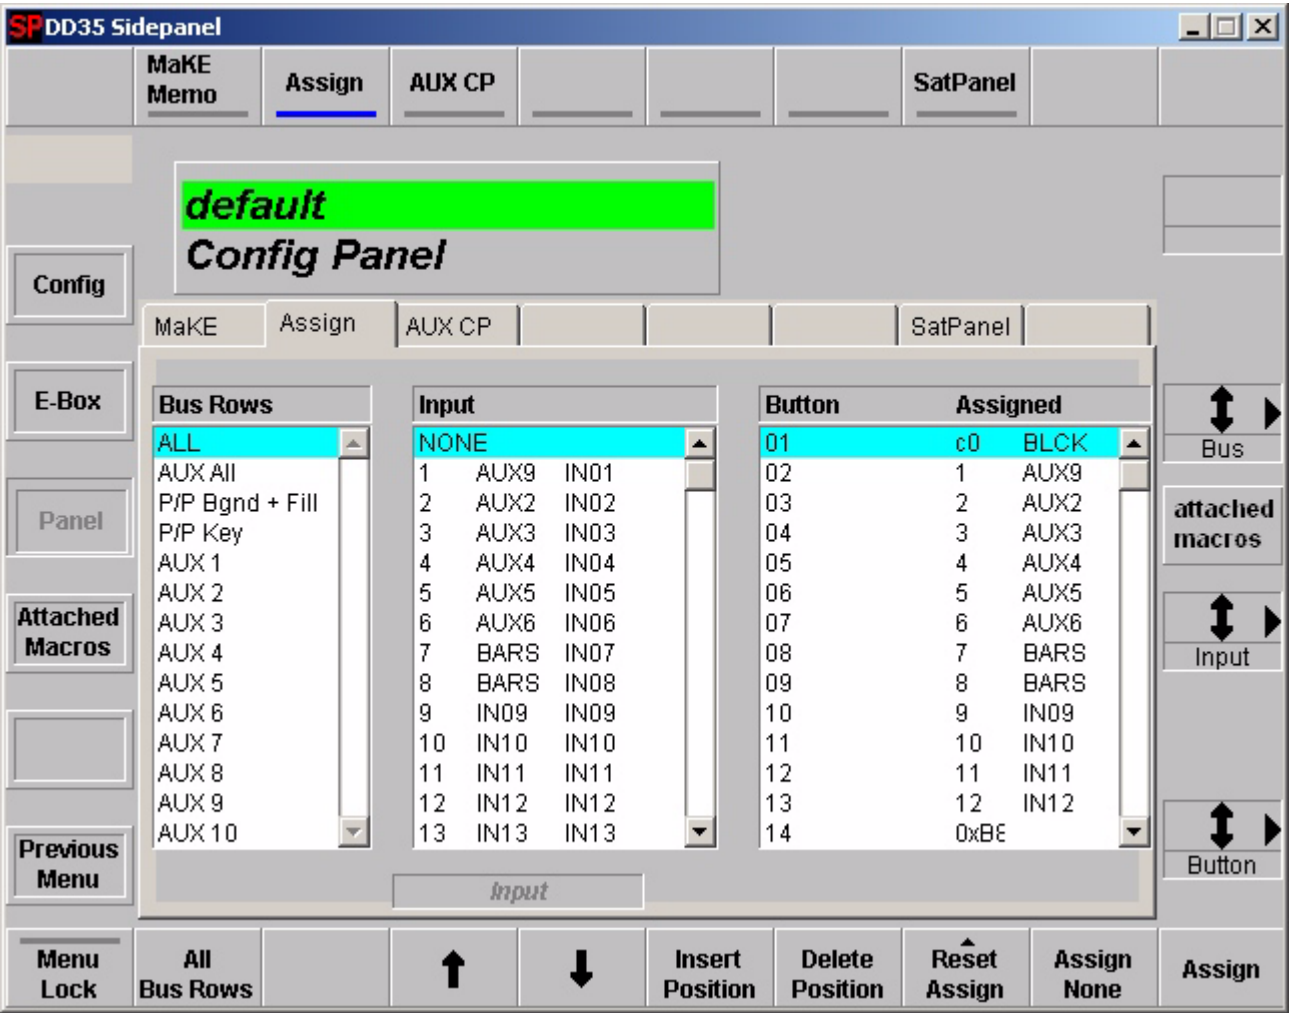 SP DD35 Sidepanel
MaKE Memo Assign AUX CP SatPanel
default
Config Panel
Config
E-Box
Panel
Attached Macros
Previous Menu
MaKE Assign AUX CP SatPanel
Bus Rows
ALL
AUX All
P/P Bgnd + Fill
P/P Key
AUX 1
AUX 2
AUX 3
AUX 4
AUX 5
AUX 6
AUX 7
AUX 8
AUX 9
AUX 10
Input
NONE
1 AUX9 IN01
2 AUX2 IN02
3 AUX3 IN03
4 AUX4 IN04
5 AUX5 IN05
6 AUX6 IN06
7 BARS IN07
8 BARS IN08
9 IN09 IN09
10 IN10 IN10
11 IN11 IN11
12 IN12 IN12
13 IN13 IN13
Input
Button Assigned
01 c0 BLCK
02 1 AUX9
03 2 AUX2
04 3 AUX3
05 4 AUX4
06 5 AUX5
07 6 AUX6
08 7 BARS
09 8 BARS
10 9 IN09
11 10 IN10
12 11 IN11
13 12 IN12
14 0xB8
Bus
attached
macros
Input
Button
Menu Lock
All Bus Rows
Insert Position
Delete Position
Reset Assign
Assign None
Assign